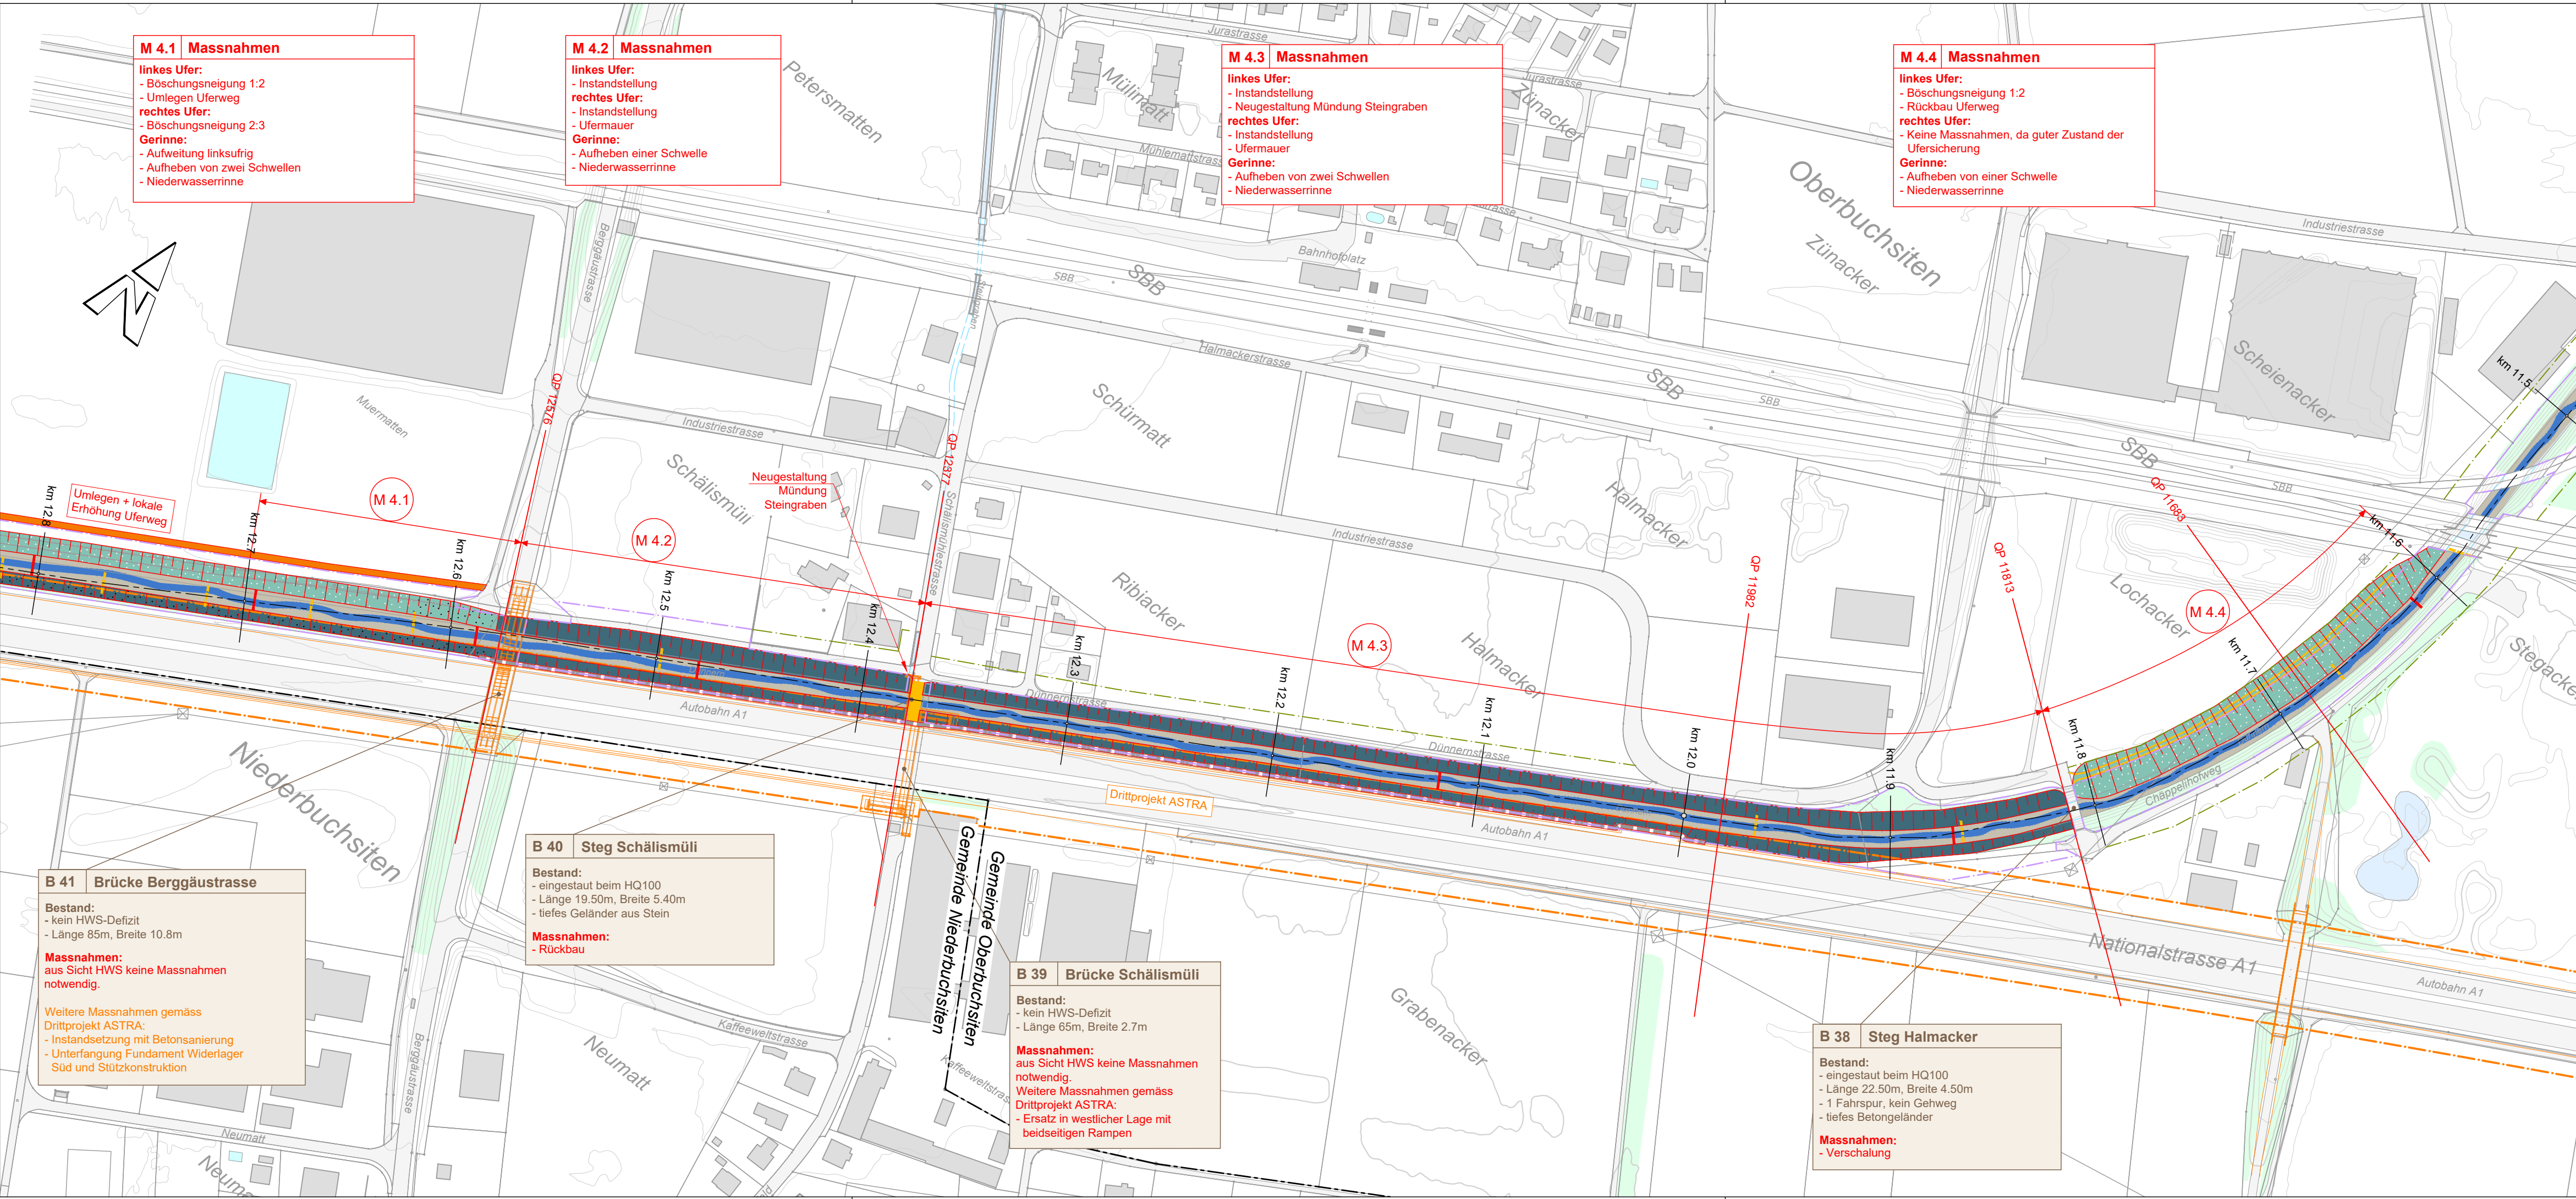 M 4.1 Massnahmen
linkes Ufer:
- Böschungsneigung 1:2
- Umlegen Uferweg
rechtes Ufer:
- Böschungsneigung 2:3
Gerinne:
- Aufweitung linksufrig
- Aufheben von zwei Schwellen
- Niederwasserrinne
M 4.2 Massnahmen
linkes Ufer:
- Instandstellung
rechtes Ufer:
- Instandstellung
- Ufermauer
Gerinne:
- Aufheben einer Schwelle
- Niederwasserrinne
M 4.3 Massnahmen
linkes Ufer:
- Instandstellung
- Neugestaltung Mündung Steingraben
rechtes Ufer:
- Instandstellung
- Ufermauer
Gerinne:
- Aufheben von zwei Schwellen
- Niederwasserrinne
M 4.4 Massnahmen
linkes Ufer:
- Böschungsneigung 1:2
- Rückbau Uferweg
rechtes Ufer:
- Keine Massnahmen, da guter Zustand der
Ufersicherung
Gerinne:
- Aufheben von einer Schwelle
- Niederwasserrinne
Petersmatten
Mülimatt
Jurastrasse
Jurastrasse
Zünacker
Mühlemattstrass
strasse
Oberbuchsiten
Zünacker
Industriestrasse
Berggäustrasse
Steingraben
SBB
SBB
Bahnhofplatz
Halmackerstrasse
SBB
SBB
SBB
SBB
Scheienacker
km 11.5
Muermatten
QP 12576
Industriestrasse
Schälismüli
QP 12377
Schälismühlestrasse
Schürmatt
Neugestaltung
Mündung
Steingraben
Industriestrasse
Halmacker
Halmacker
Ribiacker
QP 11982
QP 11813
QP 11683
Lochacker
Stegacke
Umlegen + lokale
Erhöhung Uferweg
M 4.1
M 4.2
M 4.3
M 4.4
km 12.8
km 12.7
km 12.6
km 12.5
km 12.4
km 12.3
km 12.2
km 12.1
km 12.0
km 11.9
km 11.8
km 11.7
km 11.6
Dünnern
Dünnernstrasse
Dünnernstrasse
Chäppelihofweg
Autobahn A1
Autobahn A1
Autobahn A1
Nationalstrasse A1
Drittprojekt ASTRA
Niederbuchsiten
Gemeinde Oberbuchsiten
Gemeinde Niederbuchsiten
Grabenacker
Kaffeeweltstrasse
Kaffeeweltstrass
Berggäustrasse
Neumatt
Neumatt
Neuma
B 41 Brücke Berggäustrasse
Bestand:
- kein HWS-Defizit
- Länge 85m, Breite 10.8m
Massnahmen:
aus Sicht HWS keine Massnahmen
notwendig.
Weitere Massnahmen gemäss
Drittprojekt ASTRA:
- Instandsetzung mit Betonsanierung
- Unterfangung Fundament Widerlager
Süd und Stützkonstruktion
B 40 Steg Schälismüli
Bestand:
- eingestaut beim HQ100
- Länge 19.50m, Breite 5.40m
- tiefes Geländer aus Stein
Massnahmen:
- Rückbau
B 39 Brücke Schälismüli
Bestand:
- kein HWS-Defizit
- Länge 65m, Breite 2.7m
Massnahmen:
aus Sicht HWS keine Massnahmen
notwendig.
Weitere Massnahmen gemäss
Drittprojekt ASTRA:
- Ersatz in westlicher Lage mit
beidseitigen Rampen
B 38 Steg Halmacker
Bestand:
- eingestaut beim HQ100
- Länge 22.50m, Breite 4.50m
- 1 Fahrspur, kein Gehweg
- tiefes Betongeländer
Massnahmen:
- Verschalung